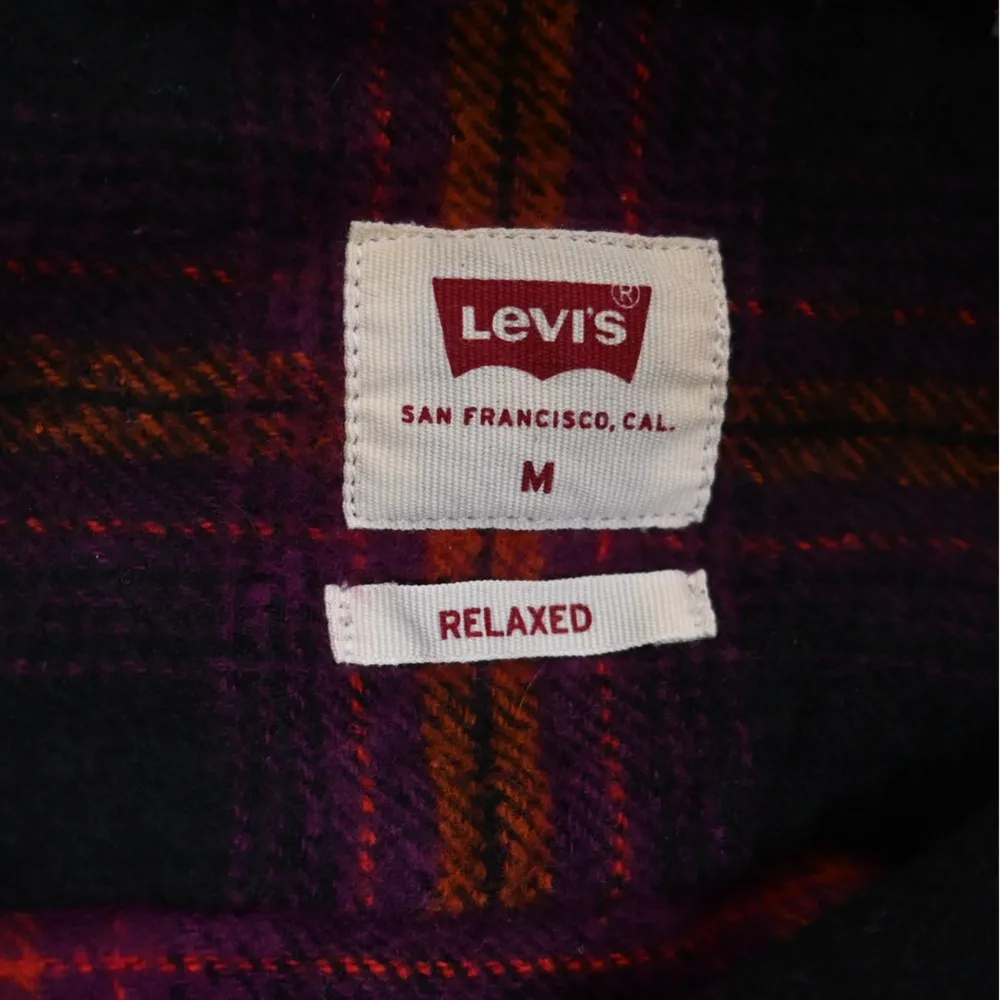 Levi's®
SAN FRANCISCO, CAL.
M
RELAXED